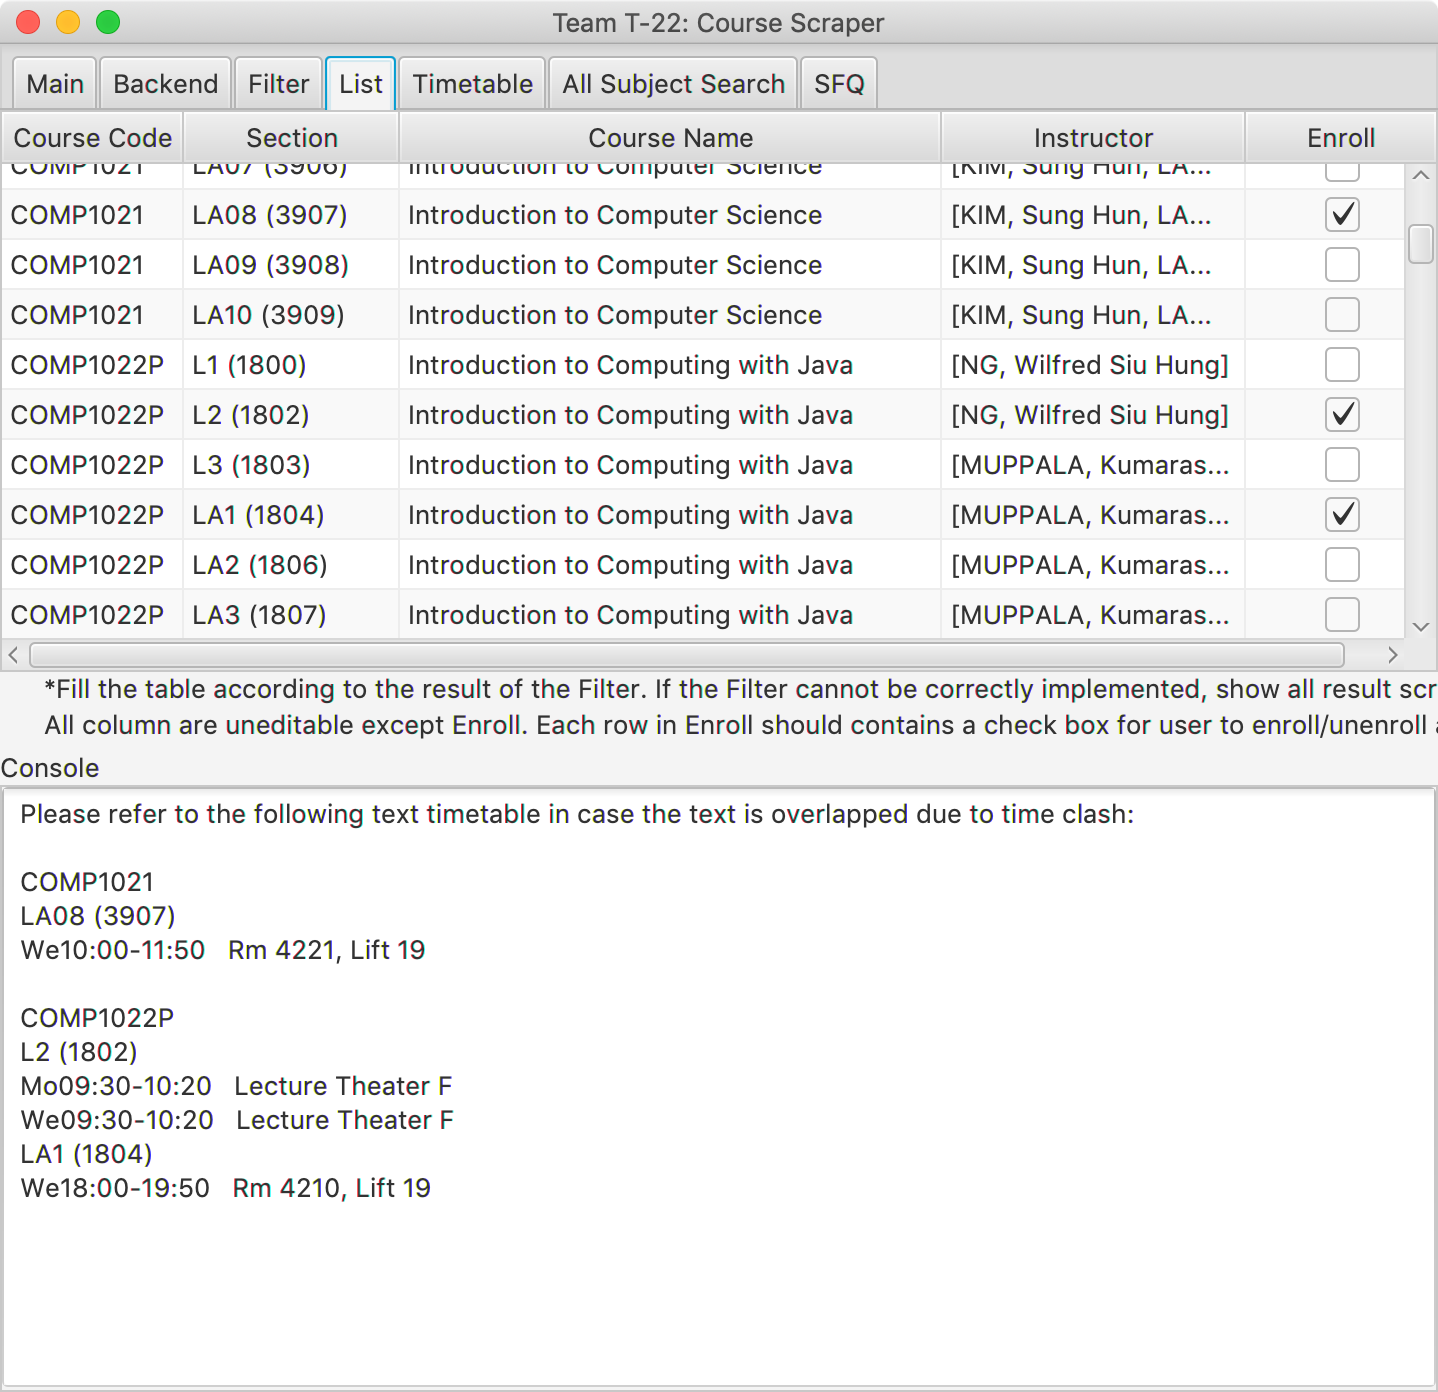 Team T-22: Course Scraper
Main Backend Filter List Timetable All Subject Search SFQ
Course Code Section Course Name Instructor Enroll
COMP1021 LA07 (3906) Introduction to Computer Science [KIM, Sung Hun, LA...
COMP1021 LA08 (3907) Introduction to Computer Science [KIM, Sung Hun, LA...
COMP1021 LA09 (3908) Introduction to Computer Science [KIM, Sung Hun, LA...
COMP1021 LA10 (3909) Introduction to Computer Science [KIM, Sung Hun, LA...
COMP1022P L1 (1800) Introduction to Computing with Java [NG, Wilfred Siu Hung]
COMP1022P L2 (1802) Introduction to Computing with Java [NG, Wilfred Siu Hung]
COMP1022P L3 (1803) Introduction to Computing with Java [MUPPALA, Kumaras...
COMP1022P LA1 (1804) Introduction to Computing with Java [MUPPALA, Kumaras...
COMP1022P LA2 (1806) Introduction to Computing with Java [MUPPALA, Kumaras...
COMP1022P LA3 (1807) Introduction to Computing with Java [MUPPALA, Kumaras...
*Fill the table according to the result of the Filter. If the Filter cannot be correctly implemented, show all result scr
All column are uneditable except Enroll. Each row in Enroll should contains a check box for user to enroll/unenroll
Console
Please refer to the following text timetable in case the text is overlapped due to time clash:
COMP1021
LA08 (3907)
We10:00-11:50 Rm 4221, Lift 19
COMP1022P
L2 (1802)
Mo09:30-10:20 Lecture Theater F
We09:30-10:20 Lecture Theater F
LA1 (1804)
We18:00-19:50 Rm 4210, Lift 19